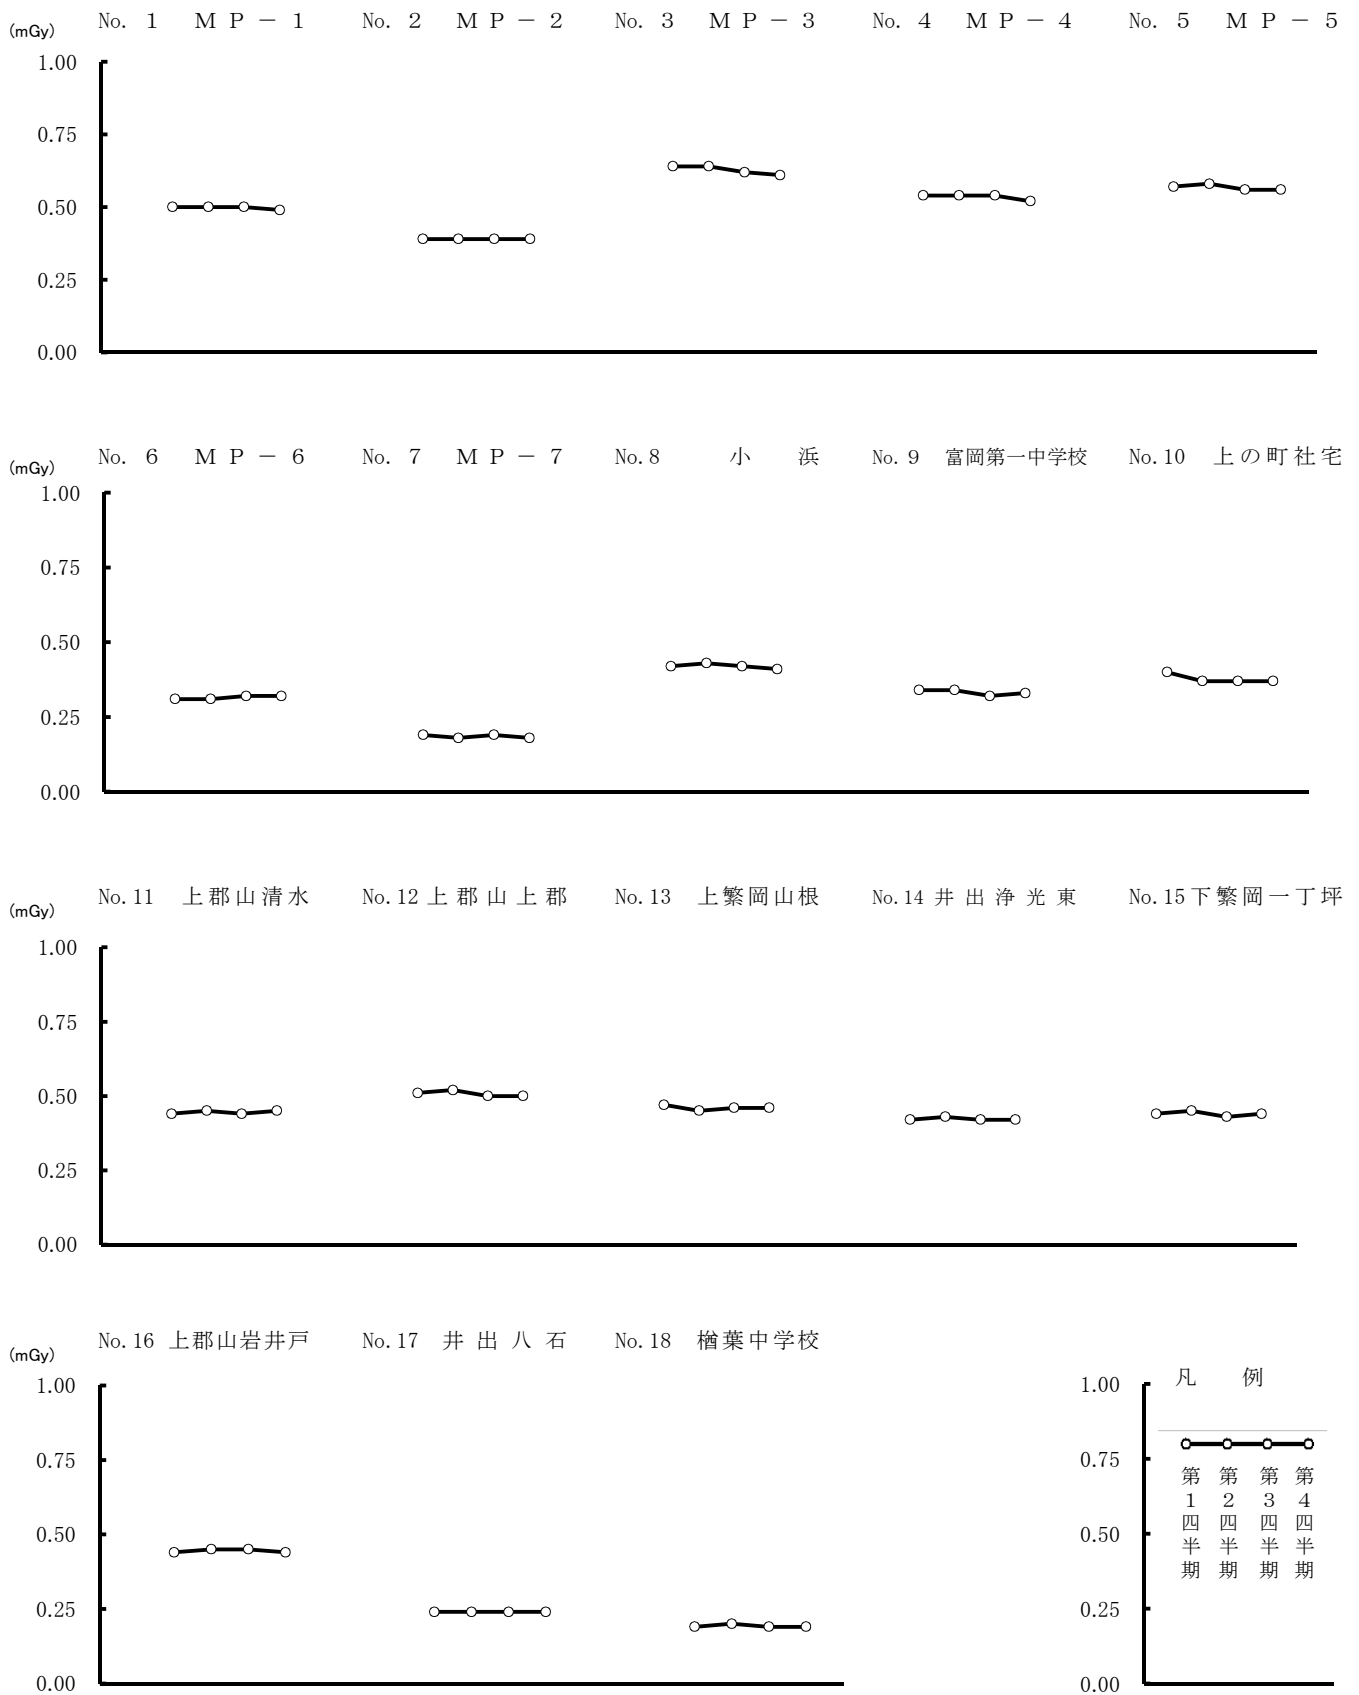 (mGy)
No. 1 ＭＰ－１ No. 2 ＭＰ－２ No. 3 ＭＰ－３ No. 4 ＭＰ－４ No. 5 ＭＰ－５
1.00
0.75
0.50
0.25
0.00
(mGy)
No. 6 ＭＰ－６ No. 7 ＭＰ－７ No.8 小浜 No. 9 富岡第一中学校 No.10 上の町社宅
1.00
0.75
0.50
0.25
0.00
(mGy)
No.11 上郡山清水 No.12 上郡山上郡 No.13 上繁岡山根 No.14 井出浄光東 No.15 下繁岡一丁坪
1.00
0.75
0.50
0.25
0.00
(mGy)
No.16 上郡山岩井戸 No.17 井出八石 No.18 楢葉中学校
1.00
0.75
0.50
0.25
0.00
凡例
1.00
0.75
0.50
0.25
0.00
第１四半期
第２四半期
第３四半期
第４四半期